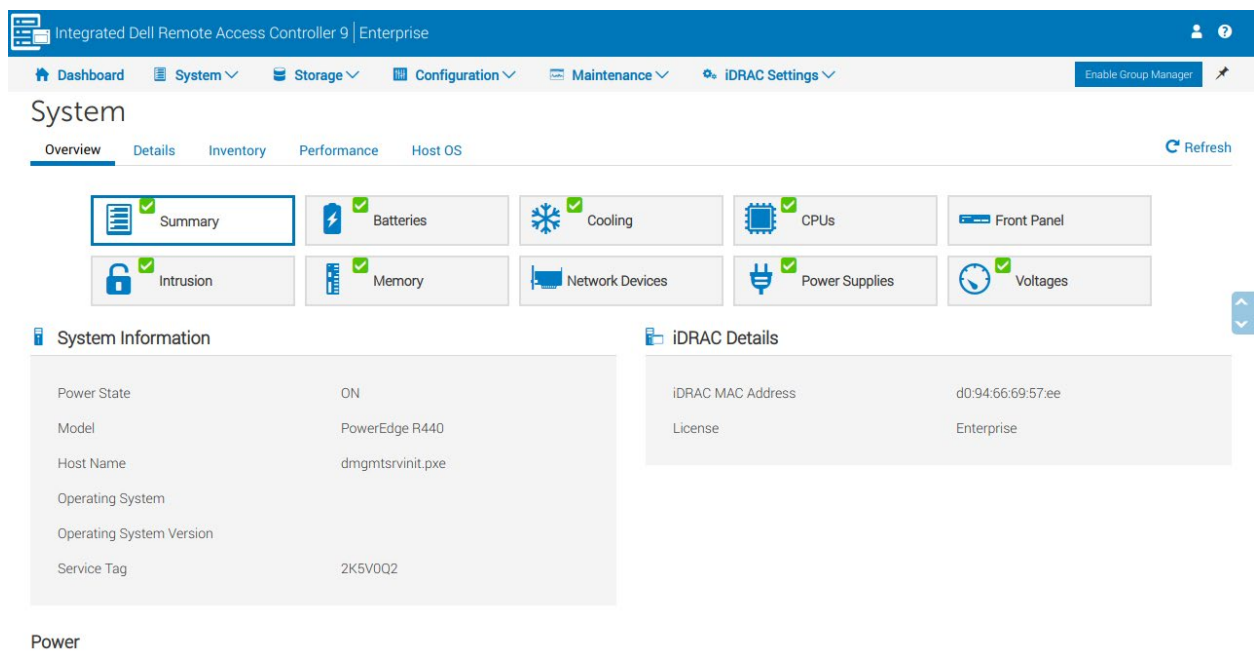 Integrated Dell Remote Access Controller 9 | Enterprise
Dashboard System Storage Configuration Maintenance iDRAC Settings Enable Group Manager
System
Overview Details Inventory Performance Host OS Refresh
Summary Batteries Cooling CPUs Front Panel
Intrusion Memory Network Devices Power Supplies Voltages
System Information iDRAC Details
Power State ON iDRAC MAC Address d0:94:66:69:57:ee
Model PowerEdge R440 License Enterprise
Host Name dmgmtsrvinit.pxe
Operating System
Operating System Version
Service Tag 2K5V0Q2
Power